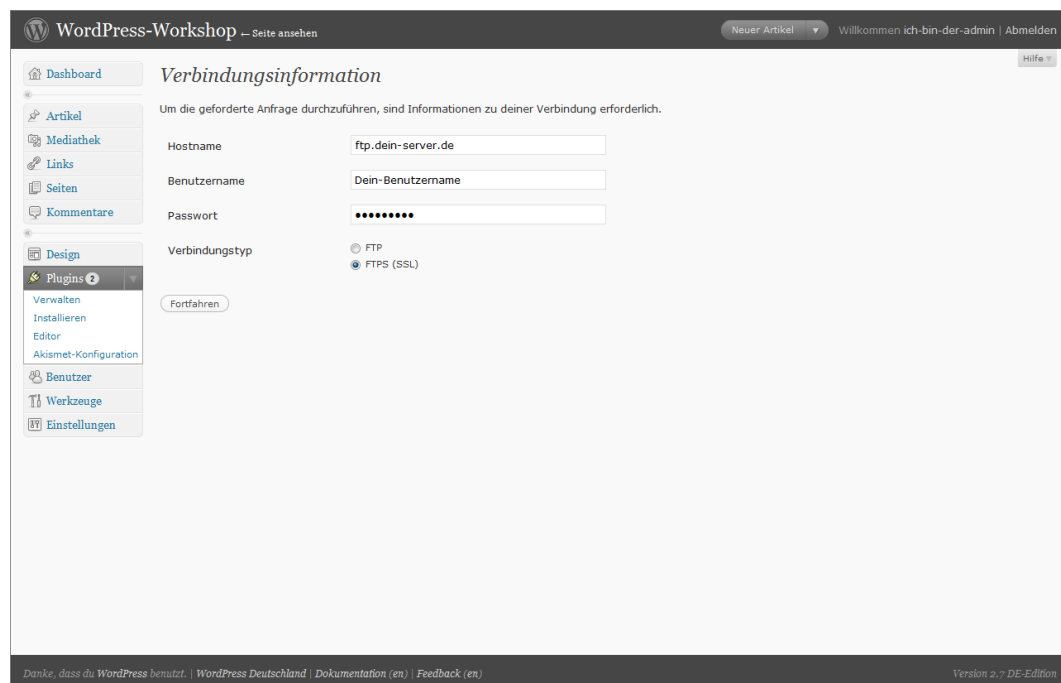 WordPress-Workshop ← Seite ansehen
Neuer Artikel
Willkommen ich-bin-der-admin | Abmelden
Hilfe
Dashboard
Artikel
Mediathek
Links
Seiten
Kommentare
Design
Plugins 2
Verwalten
Installieren
Editor
Akismet-Konfiguration
Benutzer
Werkzeuge
Einstellungen
Verbindungsinformation
Um die geforderte Anfrage durchzuführen, sind Informationen zu deiner Verbindung erforderlich.
Hostname
ftp.dein-server.de
Benutzername
Dein-Benutzername
Passwort
•••••••••
Verbindungstyp
FTP
FTPS (SSL)
Fortfahren
Danke, dass du WordPress benutzt. | WordPress Deutschland | Dokumentation (en) | Feedback (en)
Version 2.7 DE-Edition